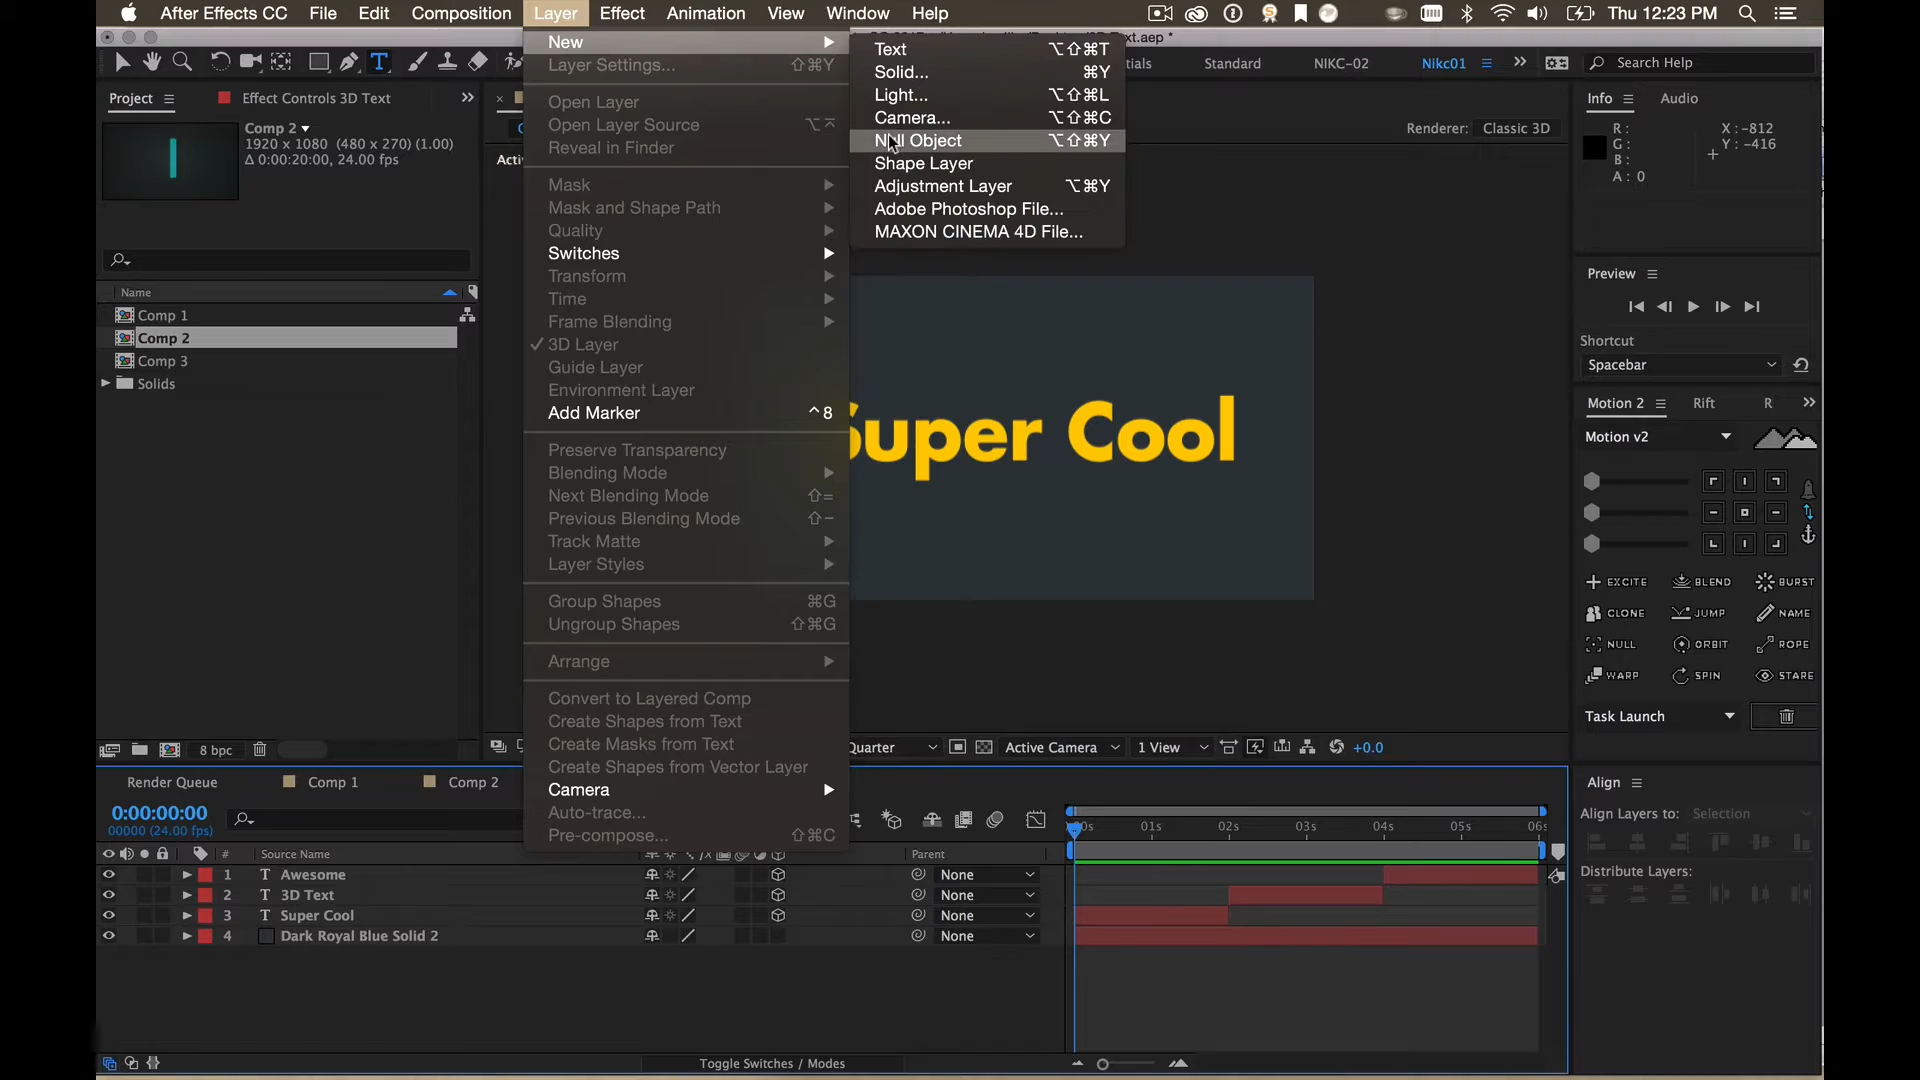 After Effects CC File Edit Composition Layer Effect Animation View Window Help Thu 12:23 PM
Text.aep *
tials Standard NIKC-02 Nikc01 Search Help
New
Layer Settings... ⇧⌘Y
Open Layer
Open Layer Source
Reveal in Finder
Mask
Mask and Shape Path
Quality
Switches
Transform
Time
Frame Blending
3D Layer
Guide Layer
Environment Layer
Add Marker ^8
Preserve Transparency
Blending Mode
Next Blending Mode ⇧=
Previous Blending Mode ⇧−
Track Matte
Layer Styles
Group Shapes ⌘G
Ungroup Shapes ⇧⌘G
Arrange
Convert to Layered Comp
Create Shapes from Text
Create Masks from Text
Create Shapes from Vector Layer
Camera
Auto-trace...
Pre-compose... ⇧⌘C
Text ⌥⇧⌘T
Solid... ⌘Y
Light... ⌥⇧⌘L
Camera... ⌥⇧⌘C
Null Object ⌥⇧⌘Y
Shape Layer
Adjustment Layer ⌥⌘Y
Adobe Photoshop File...
MAXON CINEMA 4D File...
Project
Effect Controls 3D Text
Comp 2
1920 x 1080 (480 x 270) (1.00)
Δ 0:00:20:00, 24.00 fps
Name
Comp 1
Comp 2
Comp 3
Solids
8 bpc
Renderer: Classic 3D
Super Cool
Quarter Active Camera 1 View +0.0
Info Audio
R :
G :
B :
A : 0
X : -812
Y : -416
Preview
Shortcut
Spacebar
Motion 2 Rift R
Motion v2
EXCITE BLEND BURST
CLONE JUMP NAME
NULL ORBIT ROPE
WARP SPIN STARE
Task Launch
Align
Align Layers to: Selection
Distribute Layers:
Render Queue Comp 1 Comp 2
0:00:00:00
00000 (24.00 fps)
01s 02s 03s 04s 05s
# Source Name Parent
1 T Awesome None
2 T 3D Text None
3 T Super Cool None
4 Dark Royal Blue Solid 2 None
Toggle Switches / Modes